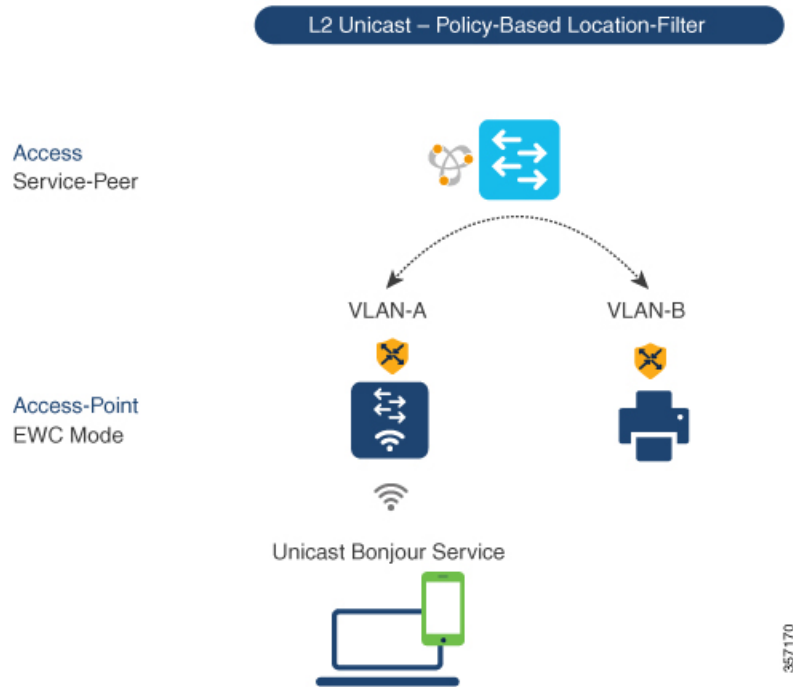 L2 Unicast – Policy-Based Location-Filter
Access
Service-Peer
VLAN-A
VLAN-B
Access-Point
EWC Mode
Unicast Bonjour Service
357170